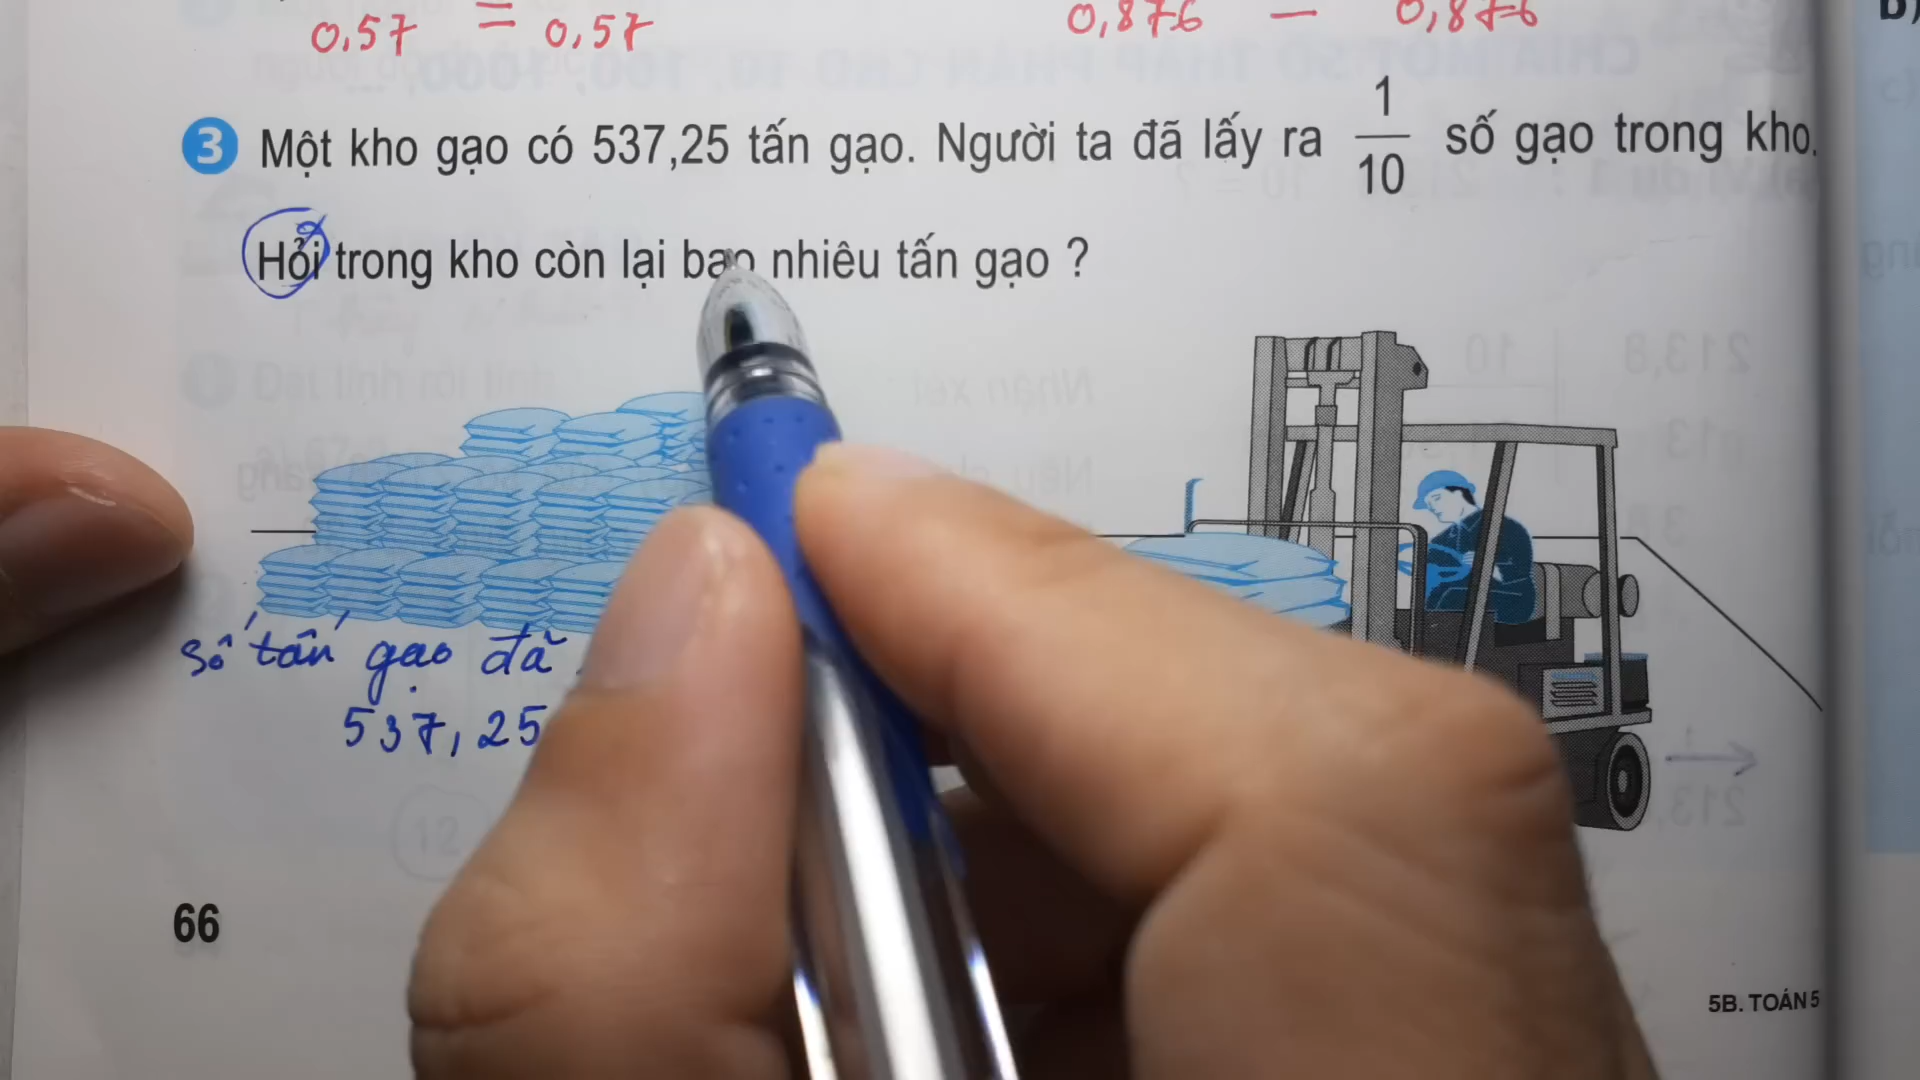 0,57 = 0,57
0,876 = 0,876
b)
3 Một kho gạo có 537,25 tấn gạo. Người ta đã lấy ra 1/10 số gạo trong kho.
Hỏi trong kho còn lại bao nhiêu tấn gạo ?
số tấn gạo đã
537,25
66
5B. TOÁN 5